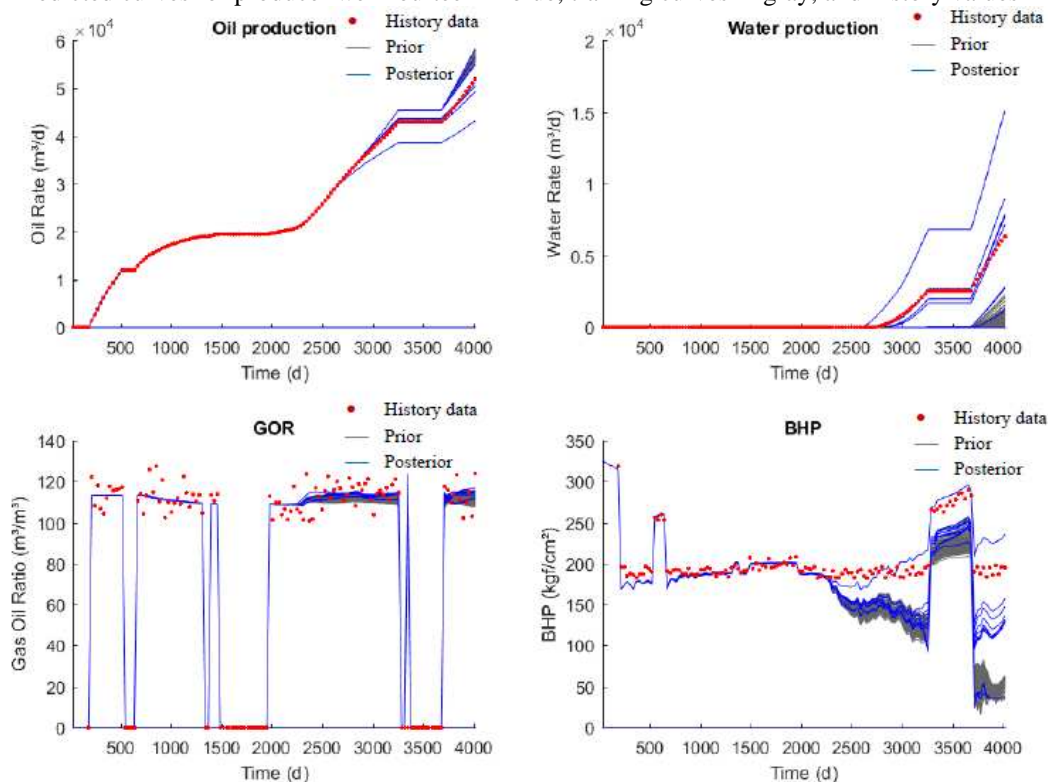 ×10⁴
Oil production
History data
Prior
Posterior
6
5
4
3
2
1
0
Oil Rate (m³/d)
500 1000 1500 2000 2500 3000 3500 4000
Time (d)
×10⁴
Water production
History data
Prior
Posterior
2
1.5
1
0.5
0
Water Rate (m³/d)
500 1000 1500 2000 2500 3000 3500 4000
Time (d)
GOR
History data
Prior
Posterior
140
120
100
80
60
40
20
0
Gas Oil Ratio (m³/m³)
500 1000 1500 2000 2500 3000 3500 4000
Time (d)
BHP
History data
Prior
Posterior
350
300
250
200
150
100
50
0
BHP (kgf/cm²)
500 1000 1500 2000 2500 3000 3500 4000
Time (d)